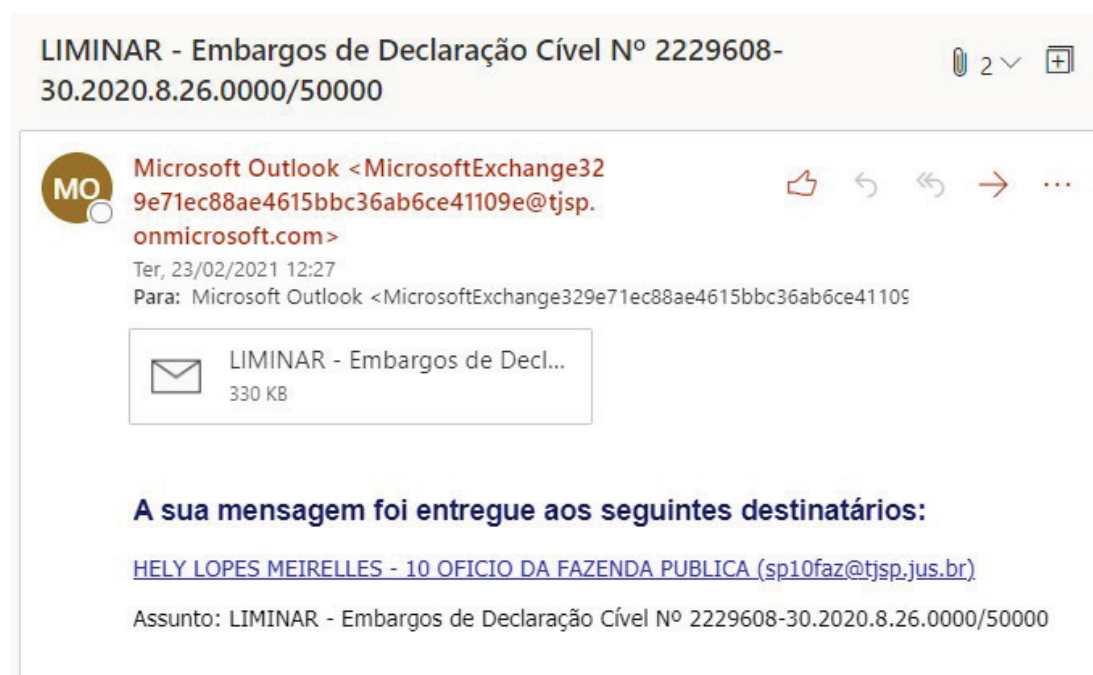 LIMINAR - Embargos de Declaração Cível Nº 2229608-
30.2020.8.26.0000/50000
2
MO
Microsoft Outlook <MicrosoftExchange32
9e71ec88ae4615bbc36ab6ce41109e@tjsp.
onmicrosoft.com>
Ter, 23/02/2021 12:27
Para: Microsoft Outlook <MicrosoftExchange329e71ec88ae4615bbc36ab6ce41109
LIMINAR - Embargos de Decl...
330 KB
A sua mensagem foi entregue aos seguintes destinatários:
HELY LOPES MEIRELLES - 10 OFICIO DA FAZENDA PUBLICA (sp10faz@tjsp.jus.br)
Assunto: LIMINAR - Embargos de Declaração Cível Nº 2229608-30.2020.8.26.0000/50000